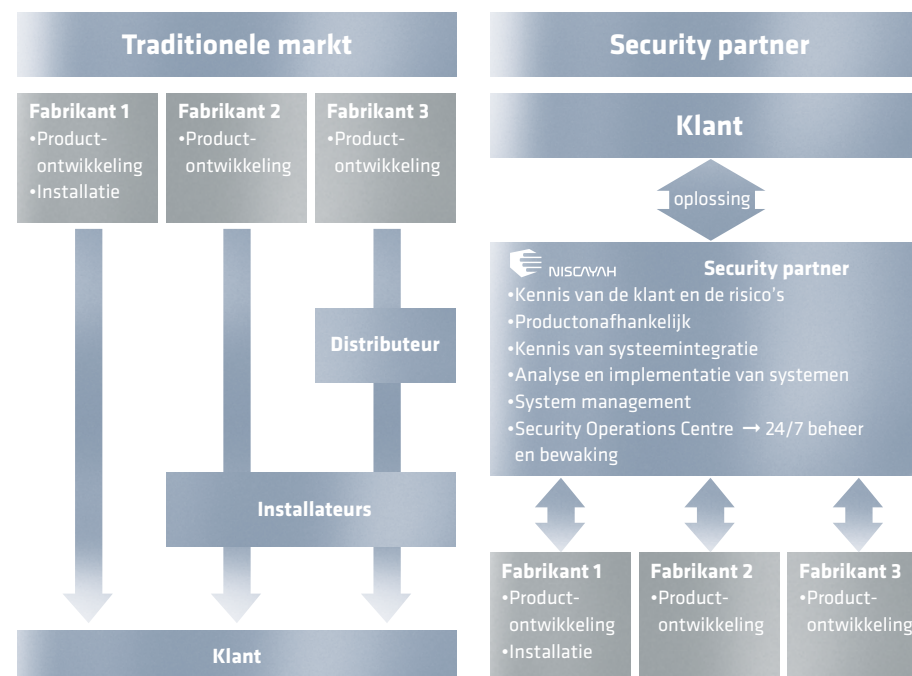 Traditionele markt
Fabrikant 1
•Product-
ontwikkeling
•Installatie
Fabrikant 2
•Product-
ontwikkeling
Fabrikant 3
•Product-
ontwikkeling
Distributeur
Installateurs
Klant
Security partner
Klant
oplossing
NISCAYAH
Security partner
•Kennis van de klant en de risico's
•Productonafhankelijk
•Kennis van systeemintegratie
•Analyse en implementatie van systemen
•System management
•Security Operations Centre → 24/7 beheer
en bewaking
Fabrikant 1
•Product-
ontwikkeling
•Installatie
Fabrikant 2
•Product-
ontwikkeling
Fabrikant 3
•Product-
ontwikkeling